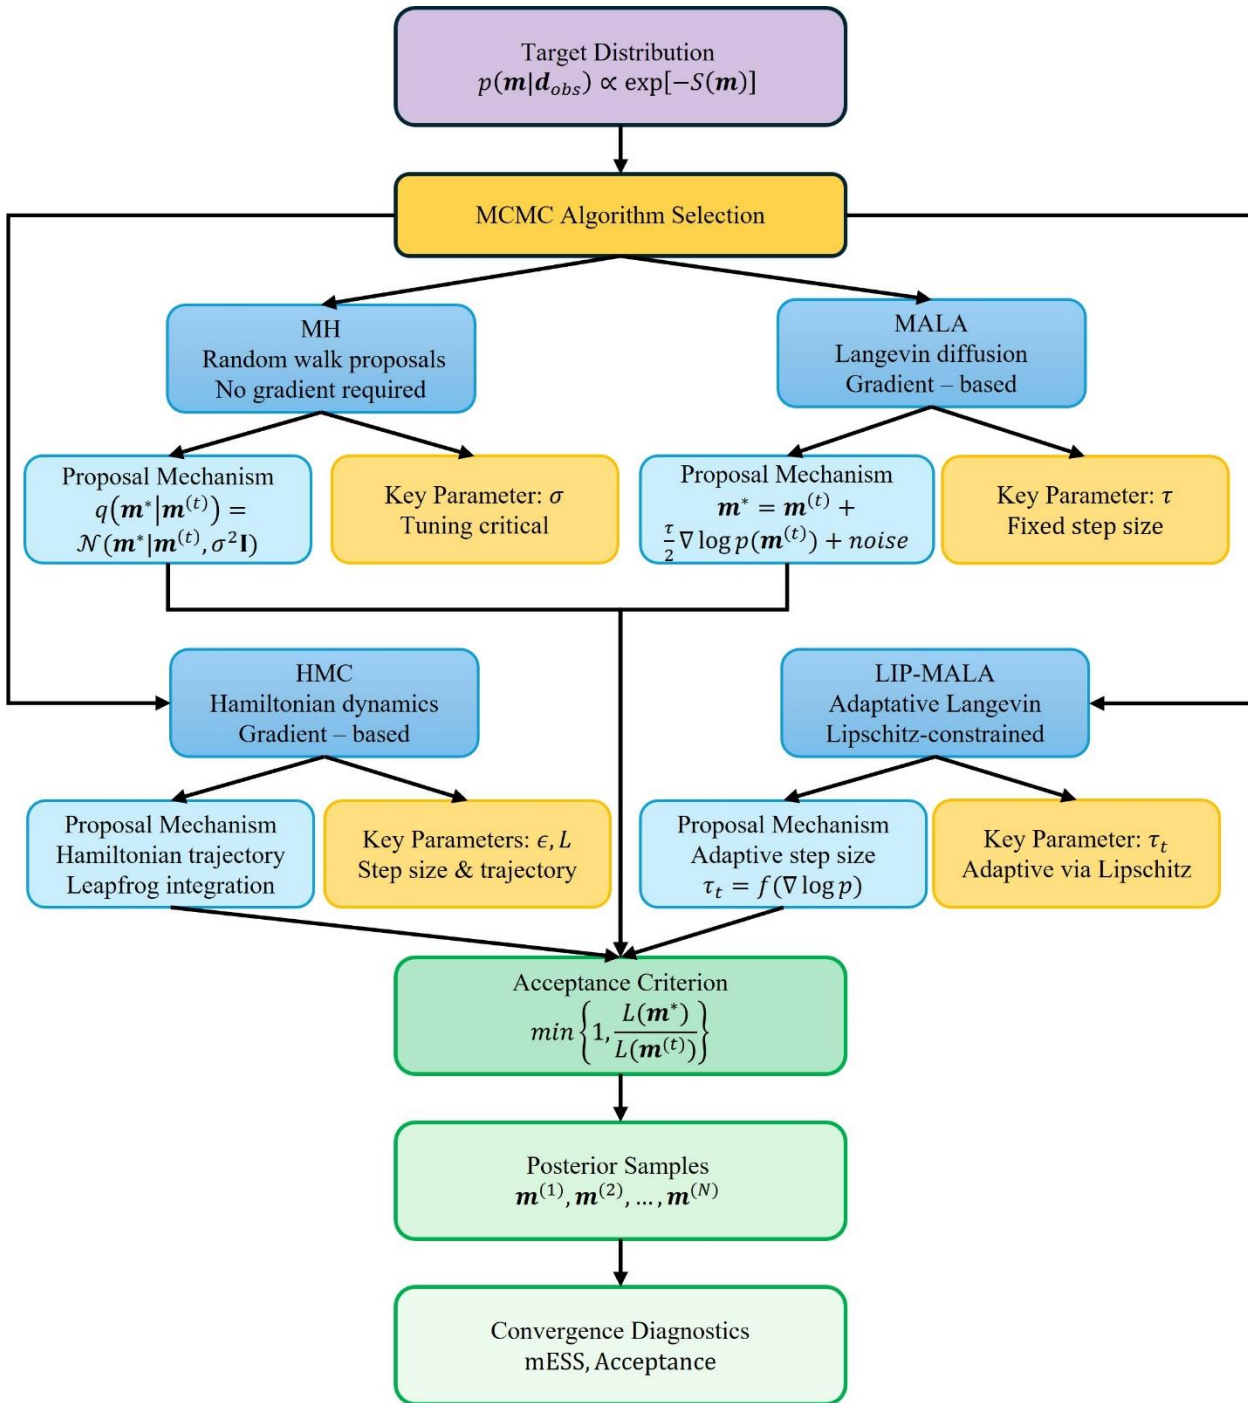 Target Distribution
p(m|d_obs) ∝ exp[−S(m)]
MCMC Algorithm Selection
MH
Random walk proposals
No gradient required
MALA
Langevin diffusion
Gradient – based
Proposal Mechanism
q(m*|m^(t)) =
𝒩(m*|m^(t), σ²I)
Key Parameter: σ
Tuning critical
Proposal Mechanism
m* = m^(t) +
τ/2 ∇ log p(m^(t)) + noise
Key Parameter: τ
Fixed step size
HMC
Hamiltonian dynamics
Gradient – based
LIP-MALA
Adaptative Langevin
Lipschitz-constrained
Proposal Mechanism
Hamiltonian trajectory
Leapfrog integration
Key Parameters: ϵ, L
Step size & trajectory
Proposal Mechanism
Adaptive step size
τ_t = f(∇ log p)
Key Parameter: τ_t
Adaptive via Lipschitz
Acceptance Criterion
min{1, L(m*)/L(m^(t))}
Posterior Samples
m^(1), m^(2), … , m^(N)
Convergence Diagnostics
mESS, Acceptance